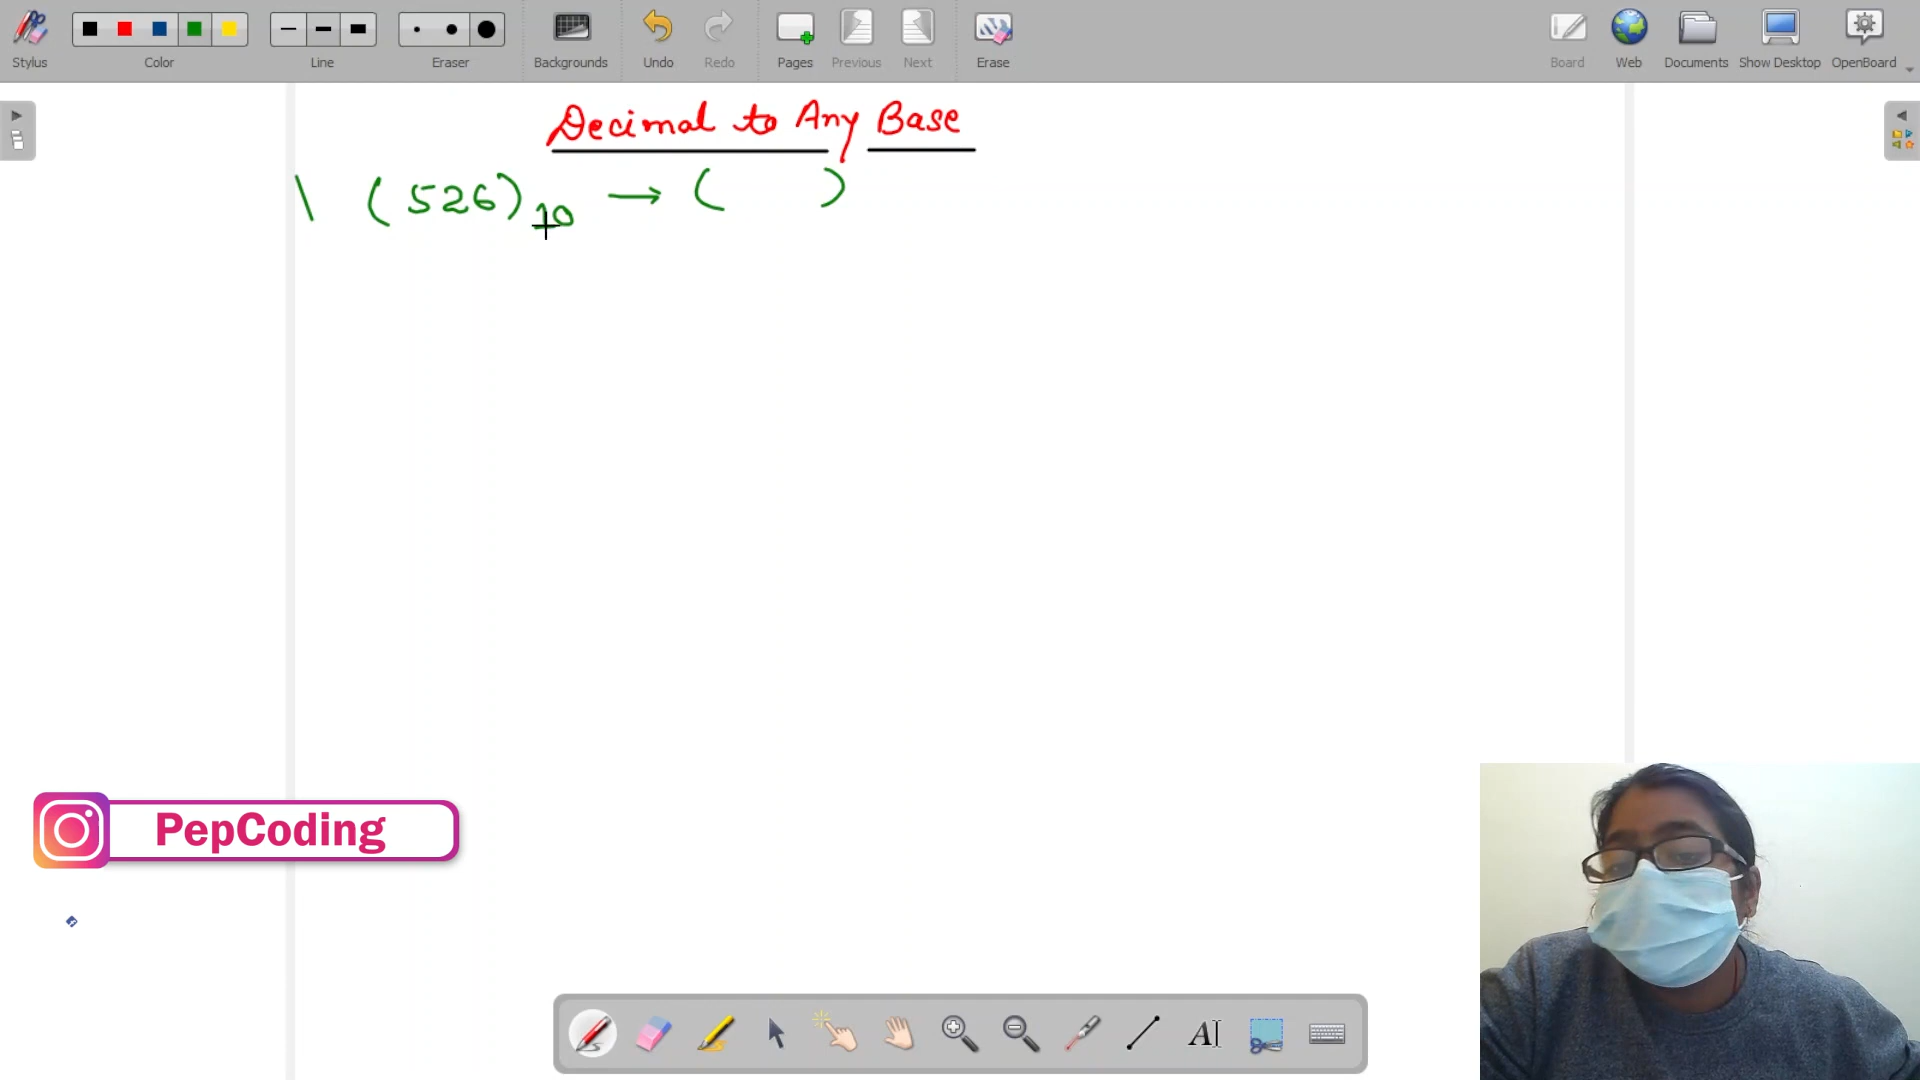 Stylus Color Line Eraser Backgrounds Undo Redo Pages Previous Next Erase Board Web Documents Show Desktop OpenBoard
Decimal to Any Base
\ (526)10 → ( )
PepCoding